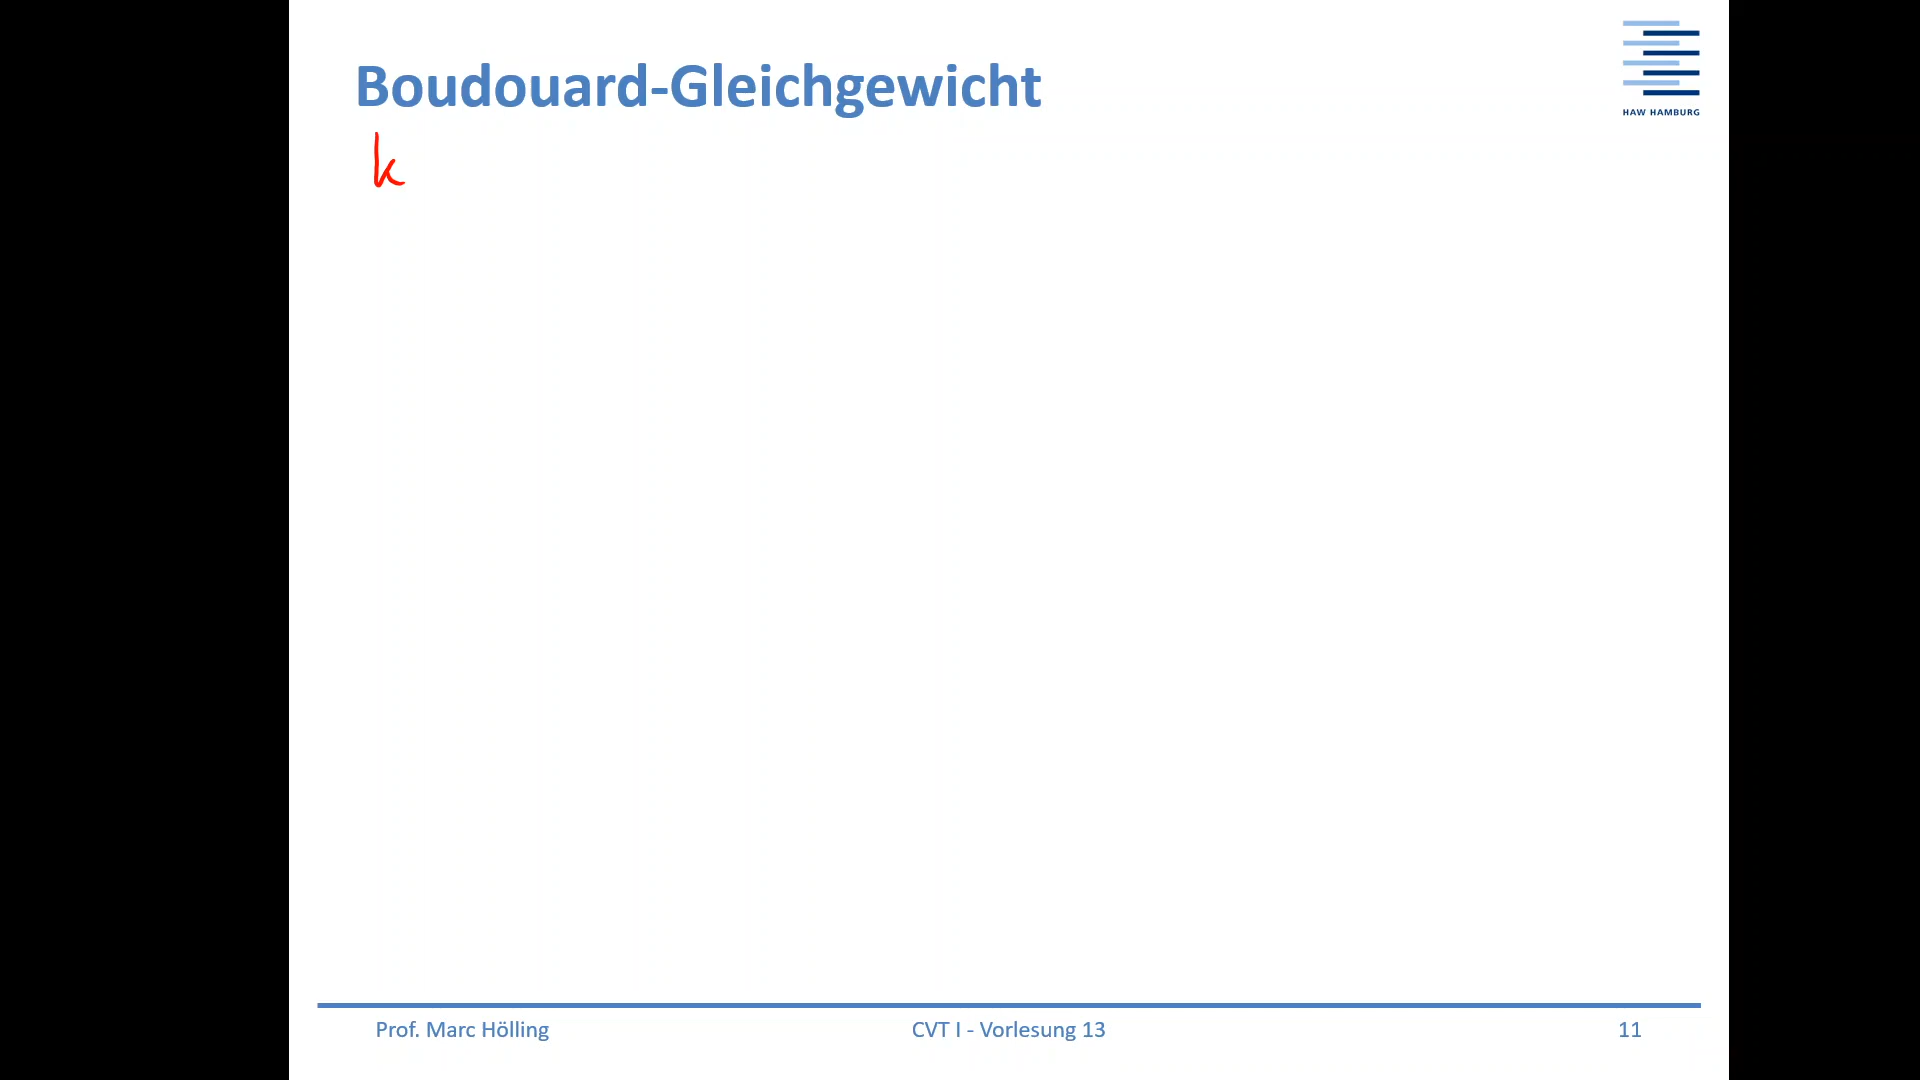 Boudouard-Gleichgewicht
HAW HAMBURG
k
Prof. Marc Hölling
CVT I - Vorlesung 13
11